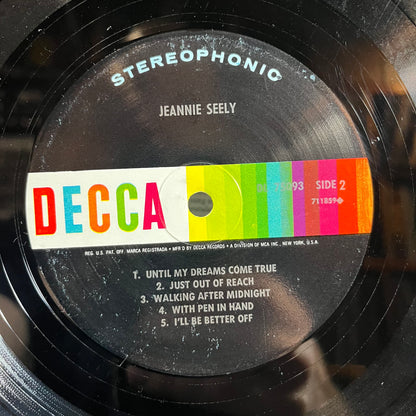 STEREOPHONIC
JEANNIE SEELY
DECCA
SIDE 2
711859
REG. U.S. PAT. OFF. MARCA REGISTRADA • MFR'D BY DECCA RECORDS • A DIVISION OF MCA INC., NEW YORK, U.S.A.
1. UNTIL MY DREAMS COME TRUE
2. JUST OUT OF REACH
3. WALKING AFTER MIDNIGHT
4. WITH PEN IN HAND
5. I'LL BE BETTER OFF